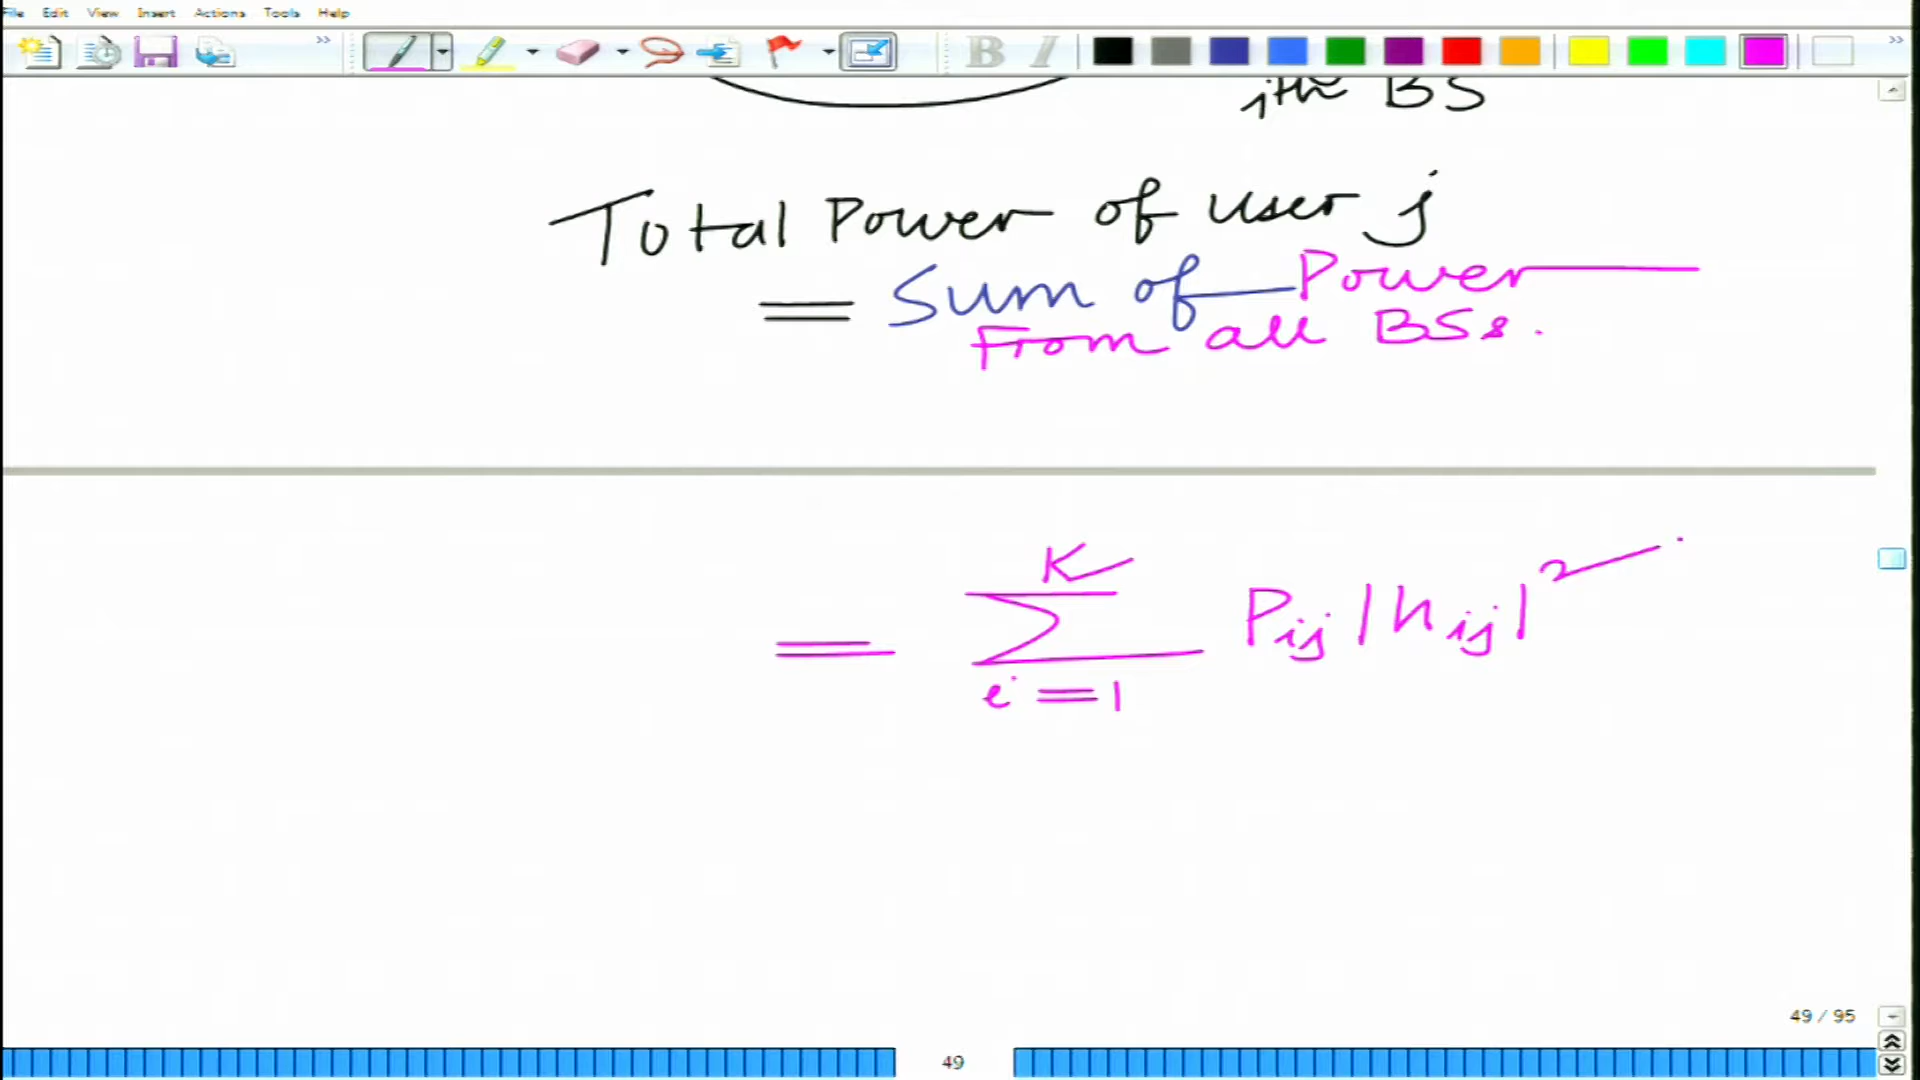 File Edit View Insert Actions Tools Help
B I
ith BS
Total Power of user j
= Sum of Power
From all BSs.
K
= ∑ Pij |hij|²
i = 1
49 / 95
49